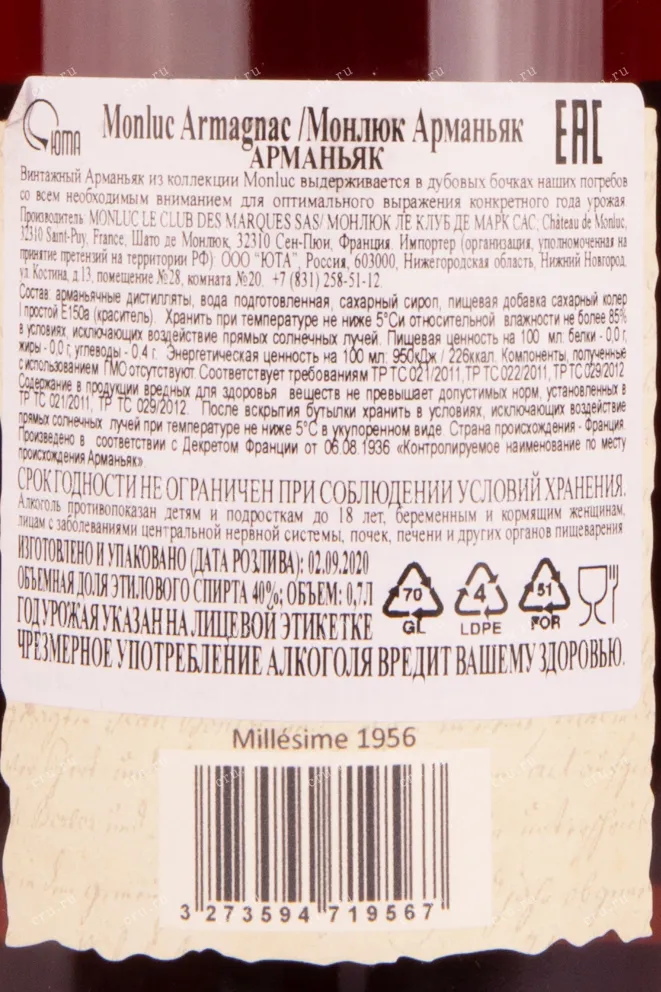 ЮТА
Monluc Armagnac /Монлюк Арманьяк
EAC
АРМАНЬЯК
Винтажный Арманьяк из коллекции Monluc выдерживается в дубовых бочках наших погребов
со всем необходимым вниманием для оптимального выражения конкретного года урожая.
Производитель: MONLUC LE CLUB DES MARQUES SAS/ МОНЛЮК ЛЕ КЛУБ ДЕ МАРК САС, Château de Monluc,
32310 Saint-Puy, France, Шато де Монлюк, 32310 Сен-Пюи, Франция. Импортер (организация, уполномоченная на
принятие претензий на территории РФ): ООО "ЮТА", Россия, 603000, Нижегородская область, Нижний Новгород,
ул. Костина, д.13, помещение №28, комната №20. +7 (831) 258-51-12.
Состав: арманьячные дистилляты, вода подготовленная, сахарный сироп, пищевая добавка сахарный колер
I простой E150a (краситель). Хранить при температуре не ниже 5°Cи относительной влажности не более 85%
в условиях, исключающих воздействие прямых солнечных лучей. Пищевая ценность на 100 мл: белки - 0,0 г,
жиры - 0,0 г, углеводы - 0,4 г. Энергетическая ценность на 100 мл: 950кДж / 226ккал. Компоненты, полученные
с использованием ГМО отсутствуют. Соответствует требованиям ТР ТС 021/2011, ТР ТС 022/2011, ТР ТС 029/2012
Содержание в продукции вредных для здоровья веществ не превышает допустимых норм, установленных в
ТР ТС 021/2011, ТР ТС 029/2012. После вскрытия бутылки хранить в условиях, исключающих воздействие
прямых солнечных лучей при температуре не ниже 5°C в укупоренном виде. Страна происхождения - Франция.
Произведено в соответствии с Декретом Франции от 06.08.1936 «Контролируемое наименование по месту
происхождения Арманьяк».
СРОК ГОДНОСТИ НЕ ОГРАНИЧЕН ПРИ СОБЛЮДЕНИИ УСЛОВИЙ ХРАНЕНИЯ.
Алкоголь противопоказан детям и подросткам до 18 лет, беременным и кормящим женщинам,
лицам с заболеваниями центральной нервной системы, почек, печени и других органов пищеварения
ИЗГОТОВЛЕНО И УПАКОВАНО (ДАТА РОЗЛИВА): 02.09.2020
ОБЪЕМНАЯ ДОЛЯ ЭТИЛОВОГО СПИРТА 40%; ОБЪЕМ: 0,7Л
ГОД УРОЖАЯ УКАЗАН НА ЛИЦЕВОЙ ЭТИКЕТКЕ
70 4 51
GL LDPE FOR
ЧРЕЗМЕРНОЕ УПОТРЕБЛЕНИЕ АЛКОГОЛЯ ВРЕДИТ ВАШЕМУ ЗДОРОВЬЮ.
Millésime 1956
3 273594 719567